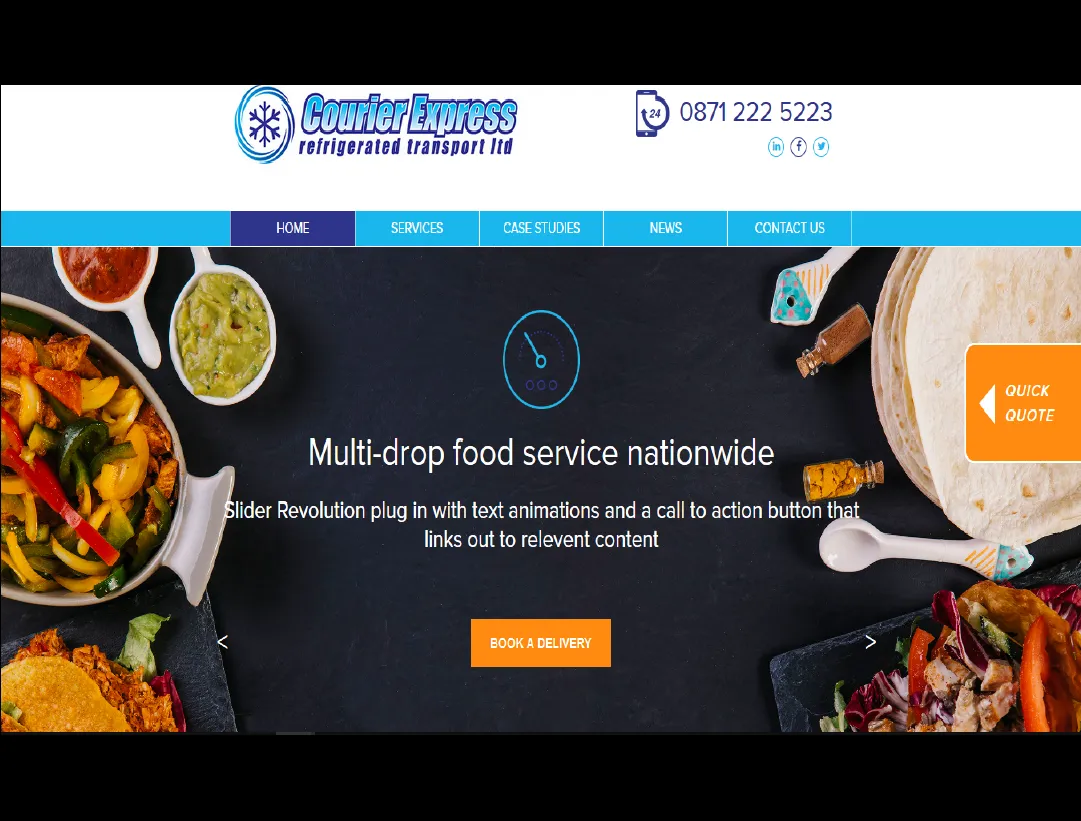 Courier Express
refrigerated transport ltd
24
0871 222 5223
in f
HOME SERVICES CASE STUDIES NEWS CONTACT US
QUICK
QUOTE
Multi-drop food service nationwide
Slider Revolution plug in with text animations and a call to action button that
links out to relevent content
< >
BOOK A DELIVERY